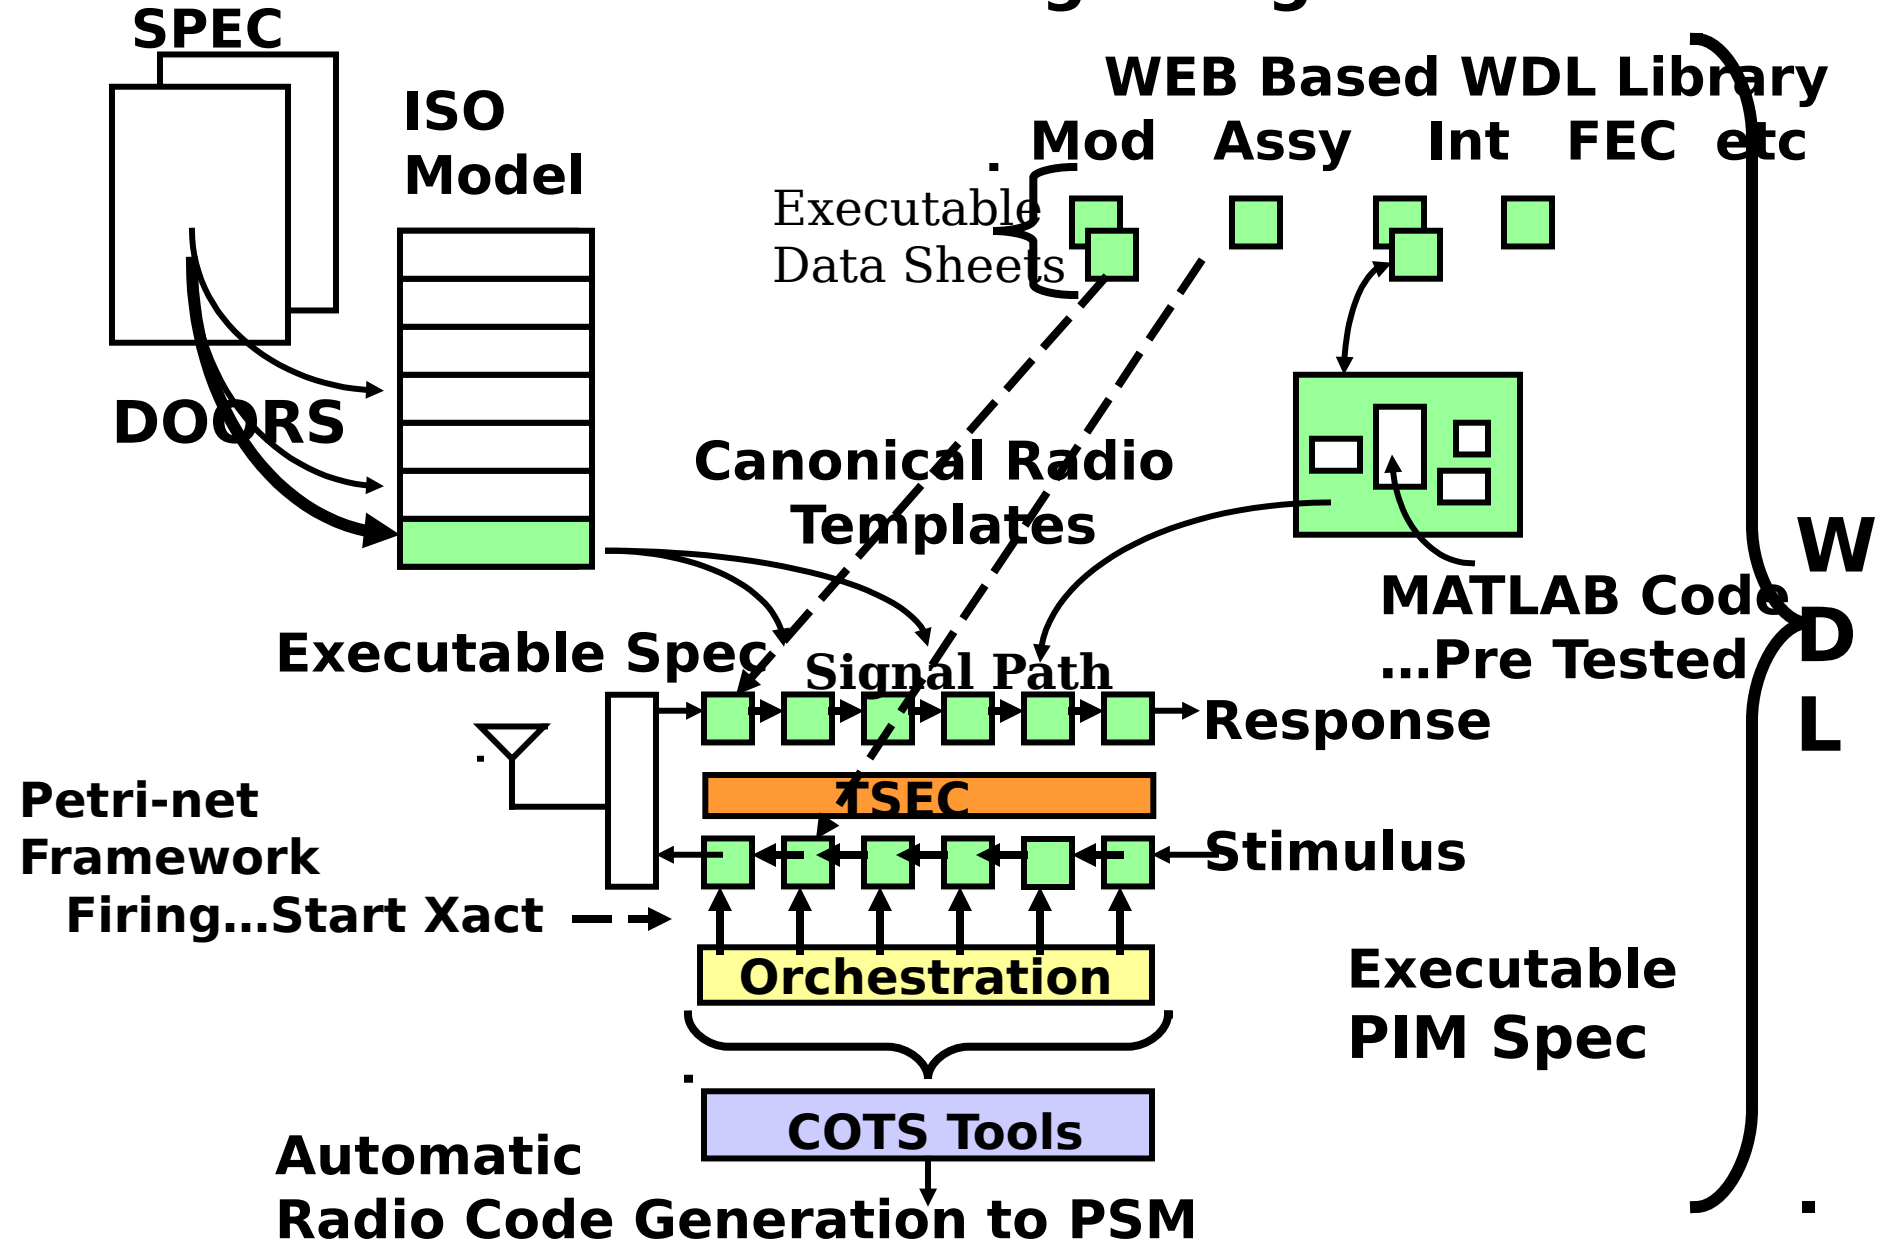 SPEC
WEB Based WDL Library
ISO
Model
Mod Assy Int FEC etc
Executable
Data Sheets
DOORS
Canonical Radio
Templates
W
D
L
MATLAB Code
…Pre Tested
Executable Spec
Signal Path
Response
TSEC
Petri-net
Framework
Firing…Start Xact
Stimulus
Orchestration
Executable
PIM Spec
COTS Tools
Automatic
Radio Code Generation to PSM